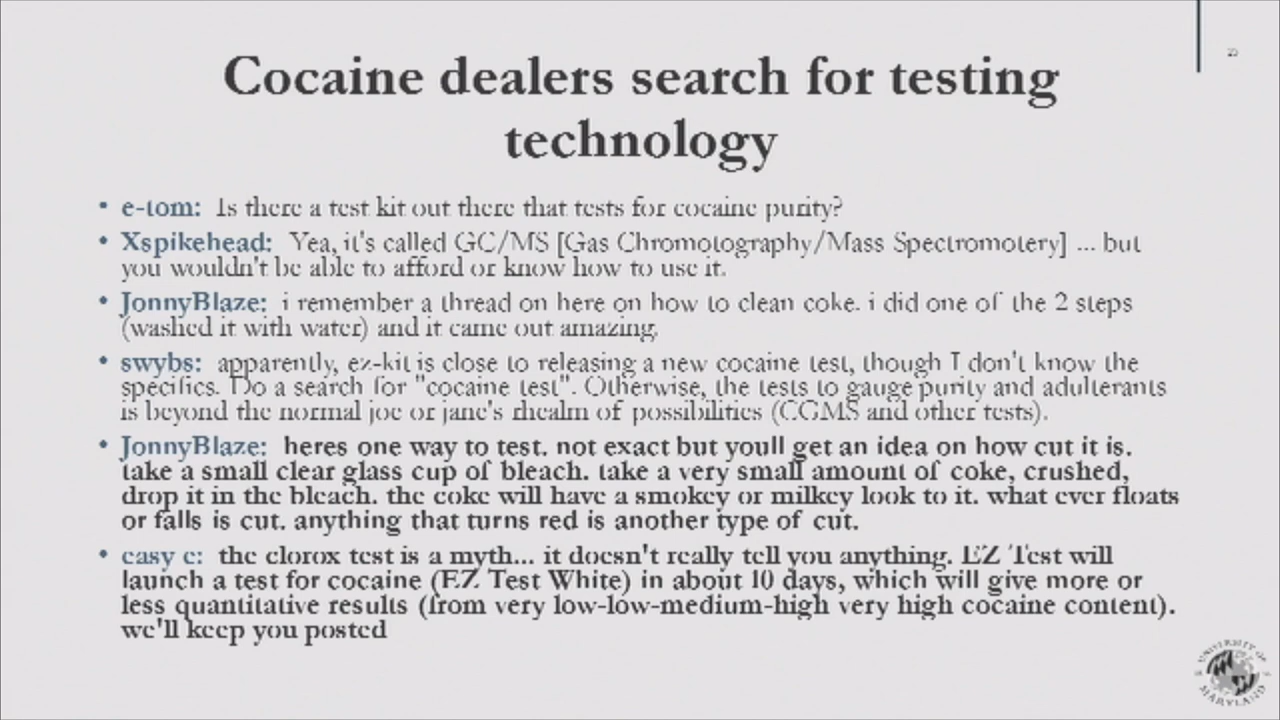 Cocaine dealers search for testing
technology
• e-tom: Is there a test kit out there that tests for cocaine purity?
• Xspikehead: Yea, it's called GC/MS [Gas Chromotography/Mass Spectromotery] ... but
you wouldn't be able to afford or know how to use it.
• JonnyBlaze: i remember a thread on here on how to clean coke. i did one of the 2 steps
(washed it with water) and it came out amazing.
• swybs: apparently, ez-kit is close to releasing a new cocaine test, though I don't know the
specifics. Do a search for "cocaine test". Otherwise, the tests to gauge purity and adulterants
is beyond the normal joe or jane's rhealm of possibilities (CGMS and other tests).
• JonnyBlaze: heres one way to test. not exact but youll get an idea on how cut it is.
take a small clear glass cup of bleach. take a very small amount of coke, crushed,
drop it in the bleach. the coke will have a smokey or milkey look to it. what ever floats
or falls is cut. anything that turns red is another type of cut.
• easy e: the clorox test is a myth... it doesn't really tell you anything. EZ Test will
launch a test for cocaine (EZ Test White) in about 10 days, which will give more or
less quantitative results (from very low-low-medium-high very high cocaine content).
we'll keep you posted
UNIVERSITY OF
MARYLAND